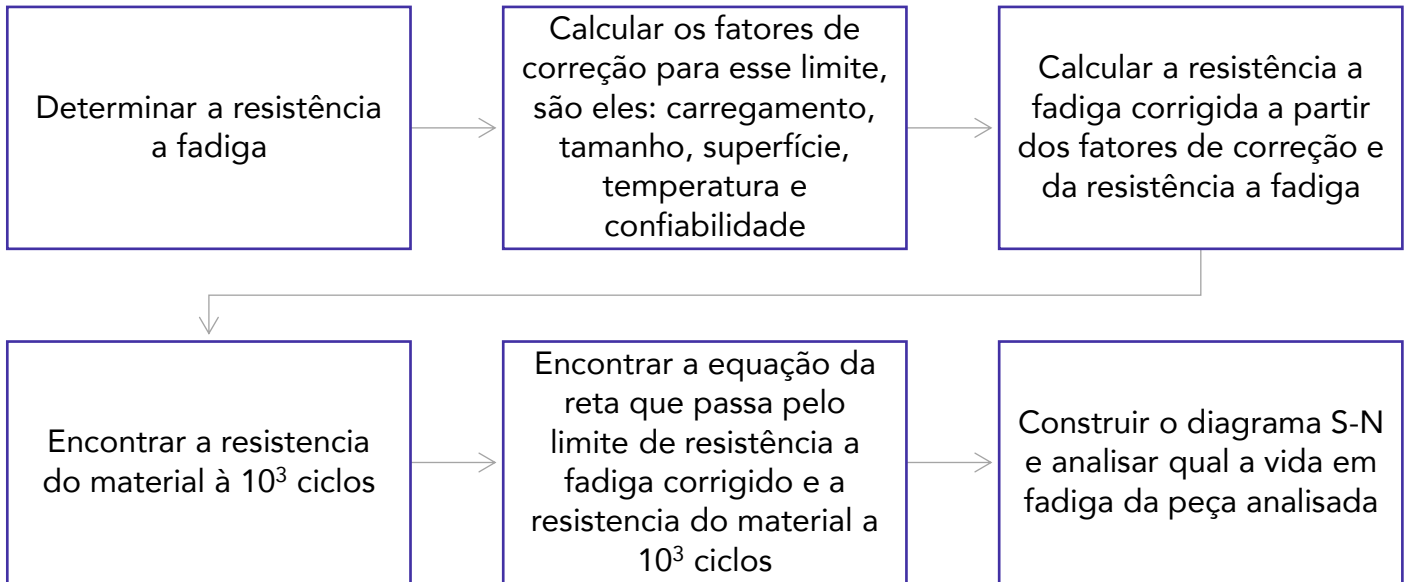 Determinar a resistência
a fadiga
Calcular os fatores de
correção para esse limite,
são eles: carregamento,
tamanho, superfície,
temperatura e
confiabilidade
Calcular a resistência a
fadiga corrigida a partir
dos fatores de correção e
da resistência a fadiga
Encontrar a resistencia
do material à 10³ ciclos
Encontrar a equação da
reta que passa pelo
limite de resistência a
fadiga corrigido e a
resistencia do material a
10³ ciclos
Construir o diagrama S-N
e analisar qual a vida em
fadiga da peça analisada